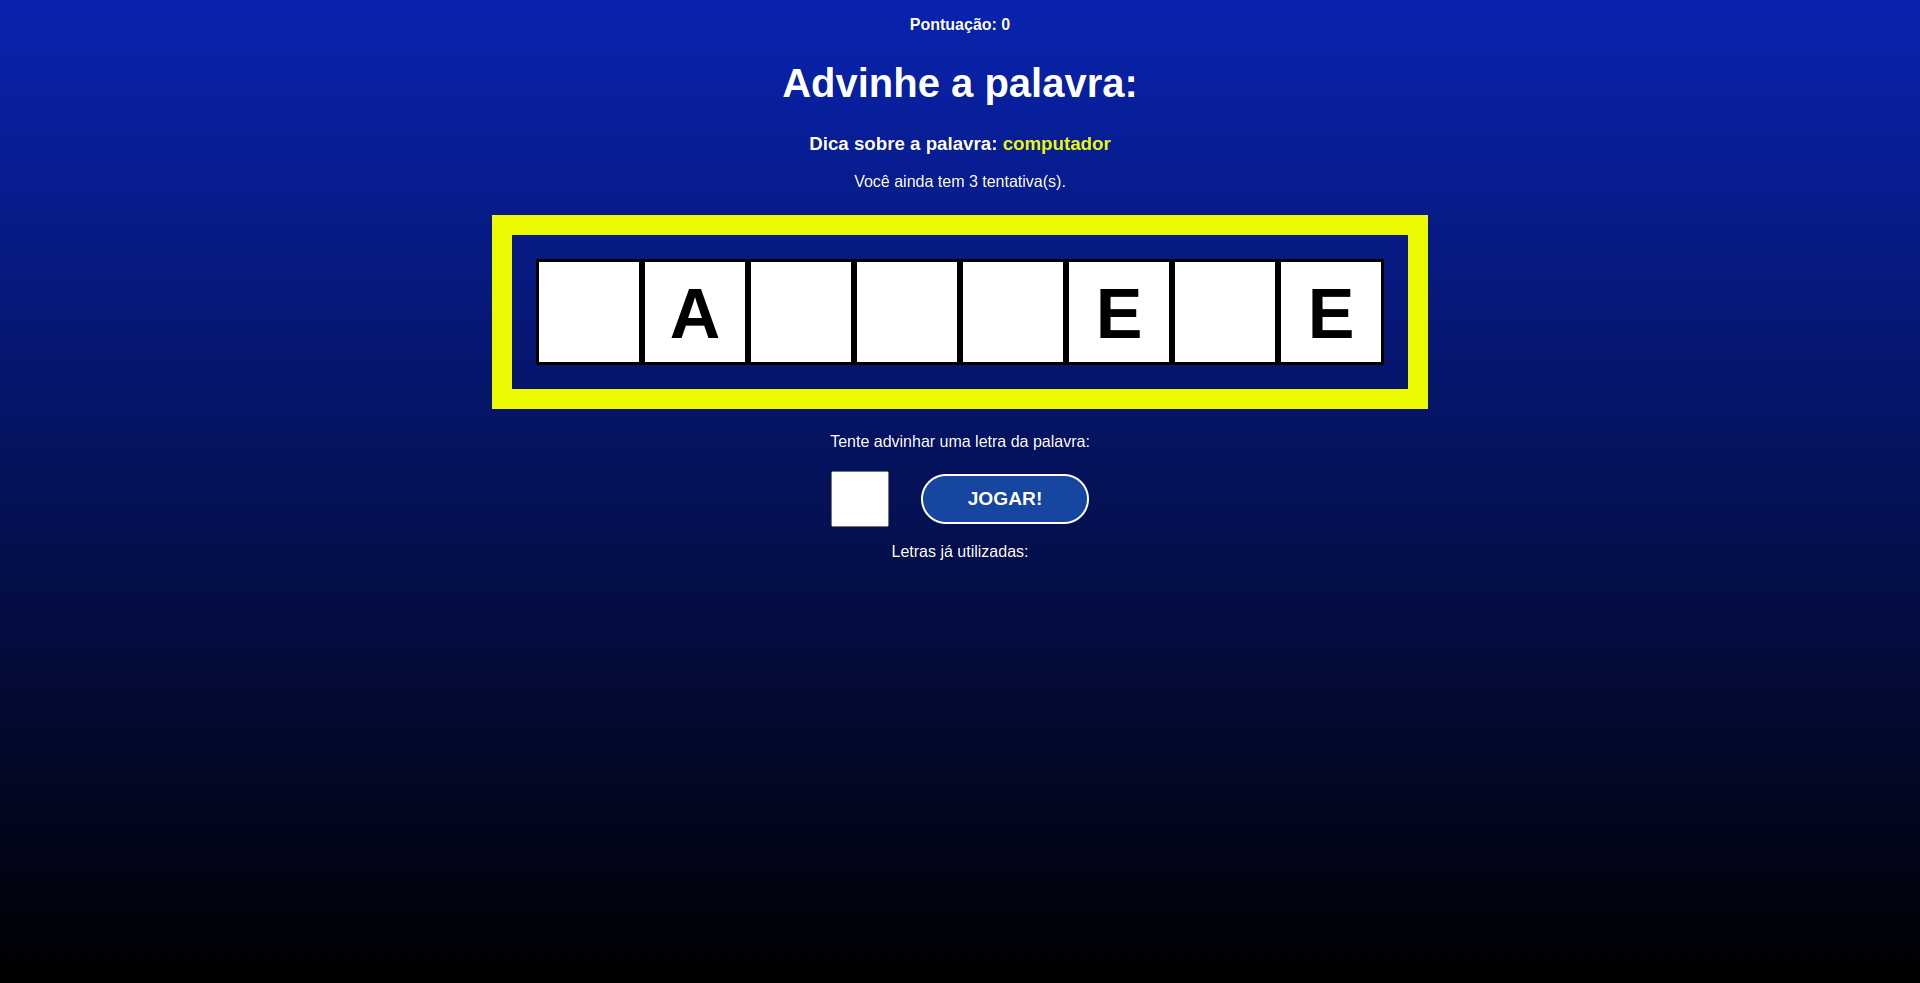 Pontuação: 0
Advinhe a palavra:
Dica sobre a palavra: computador
Você ainda tem 3 tentativa(s).
A E E
Tente advinhar uma letra da palavra:
JOGAR!
Letras já utilizadas: